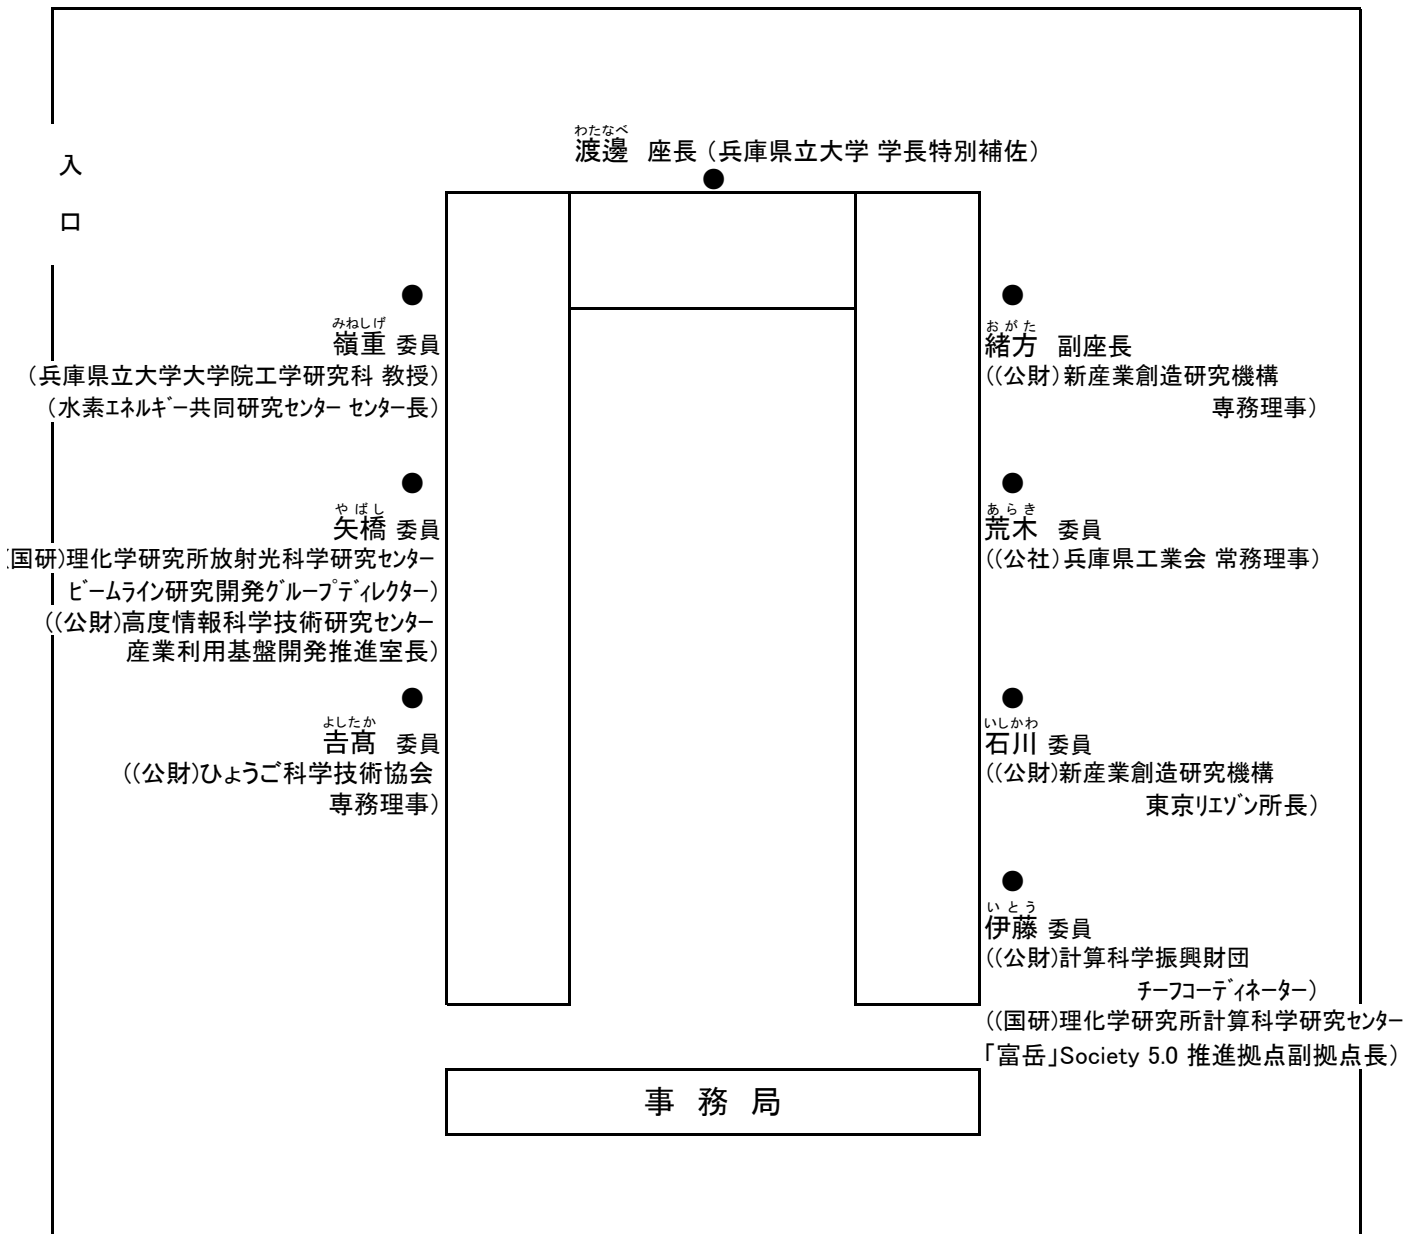 わたなべ
渡邊 座長（兵庫県立大学 学長特別補佐）
入
口
みねしげ
嶺重 委員
（兵庫県立大学大学院工学研究科 教授）
（水素ｴﾈﾙｷﾞｰ共同研究ｾﾝﾀｰ ｾﾝﾀｰ長）
やばし
矢橋 委員
(国研)理化学研究所放射光科学研究ｾﾝﾀｰ
ﾋﾞｰﾑﾗｲﾝ研究開発ｸﾞﾙｰﾌﾟﾃﾞｨﾚｸﾀｰ）
((公財)高度情報科学技術研究ｾﾝﾀｰ
産業利用基盤開発推進室長）
よしたか
𠮷髙 委員
((公財)ひょうご科学技術協会
専務理事）
おがた
緒方 副座長
((公財)新産業創造研究機構
専務理事）
あらき
荒木 委員
((公社)兵庫県工業会 常務理事）
いしかわ
石川 委員
((公財)新産業創造研究機構
東京ﾘｴｿﾞﾝ所長）
いとう
伊藤 委員
((公財)計算科学振興財団
ﾁｰﾌｺｰﾃﾞｨﾈｰﾀｰ）
((国研)理化学研究所計算科学研究ｾﾝﾀｰ
「富岳」Society 5.0 推進拠点副拠点長）
事 務 局